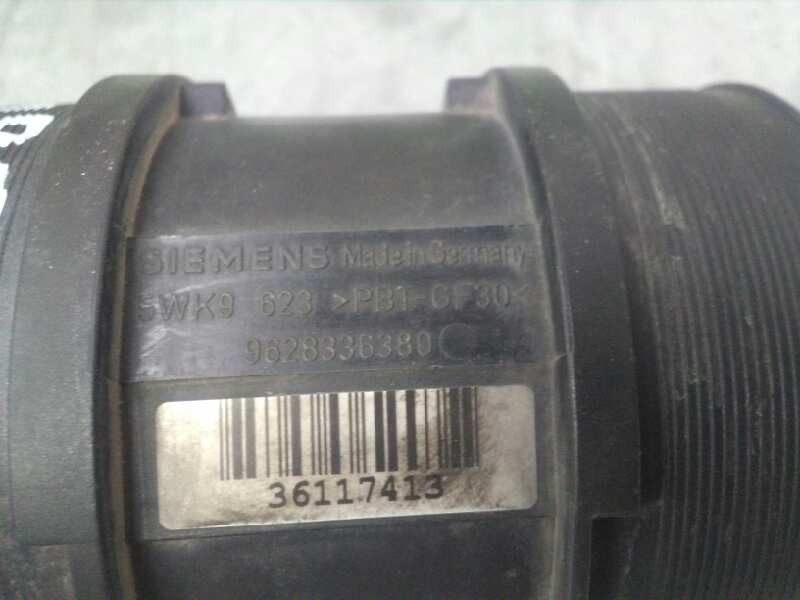 SIEMENS Made in Germany
5WK9 623 >PBT-GF30<
9628336380
36117413